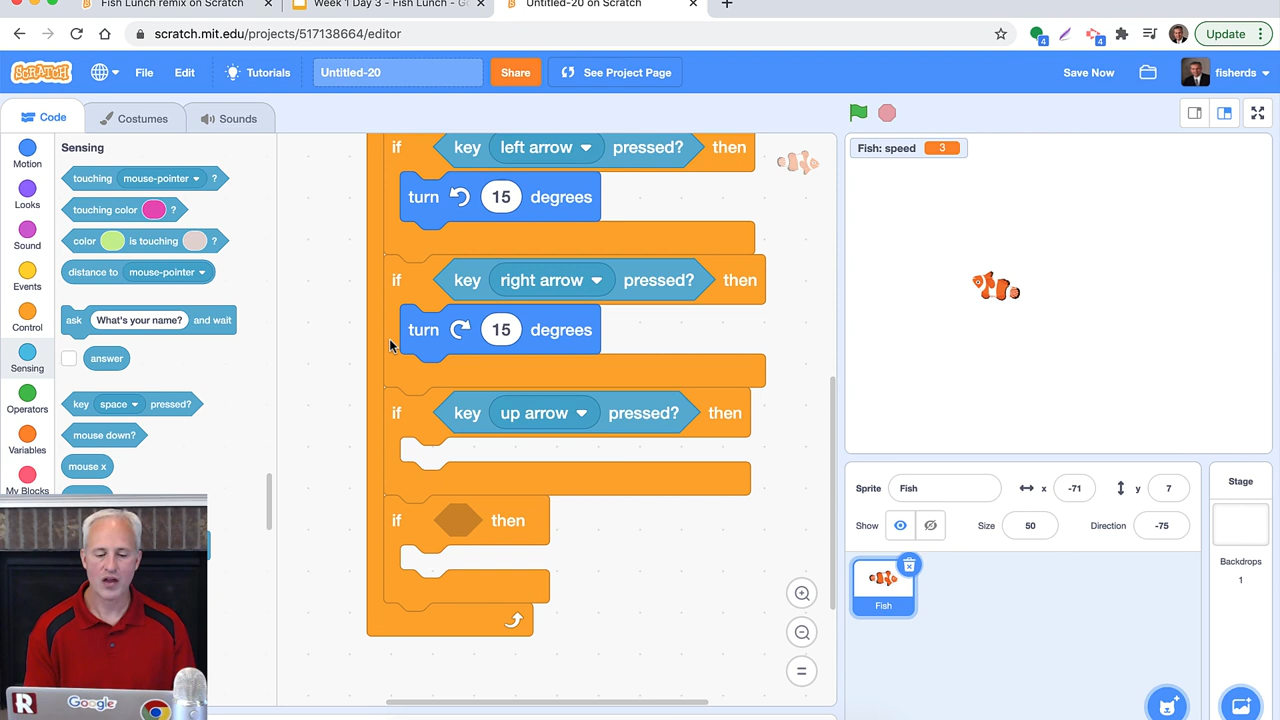 Fish Lunch remix on Scratch
Week 1 Day 3 - Fish Lunch - G
Untitled-20 on Scratch
scratch.mit.edu/projects/517138664/editor
4
4
Update
SCRATCH
File
Edit
Tutorials
Untitled-20
Share
See Project Page
Save Now
fisherds
Code
Costumes
Sounds
Motion
Looks
Sound
Events
Control
Sensing
Operators
Variables
My Blocks
Sensing
touching mouse-pointer ?
touching color ?
color is touching ?
distance to mouse-pointer
ask What's your name? and wait
answer
key space pressed?
mouse down?
mouse x
if key left arrow pressed? then
turn 15 degrees
if key right arrow pressed? then
turn 15 degrees
if key up arrow pressed? then
if then
Fish: speed 3
Sprite Fish x -71 y 7
Show Size 50 Direction -75
Fish
Stage
Backdrops
1
R
Google